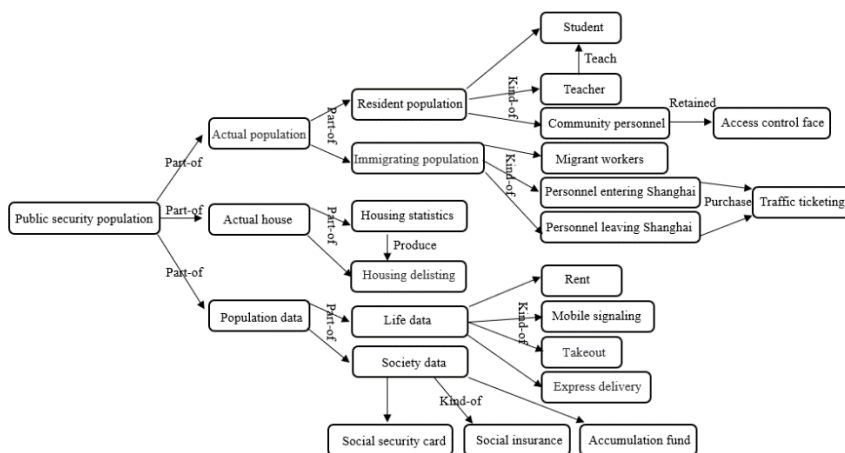 Student
Teach
Kind-of
Teacher
Resident population
Retained
Part-of
Community personnel
Access control face
Actual population
Part-of
Immigrating population
Migrant workers
Kind-of
Personnel entering Shanghai
Public security population
Part-of
Actual house
Part-of
Housing statistics
Purchase
Traffic ticketing
Personnel leaving Shanghai
Produce
Part-of
Housing delisting
Rent
Population data
Part-of
Life data
Kind-of
Mobile signaling
Takeout
Society data
Express delivery
Kind-of
Social security card
Social insurance
Accumulation fund